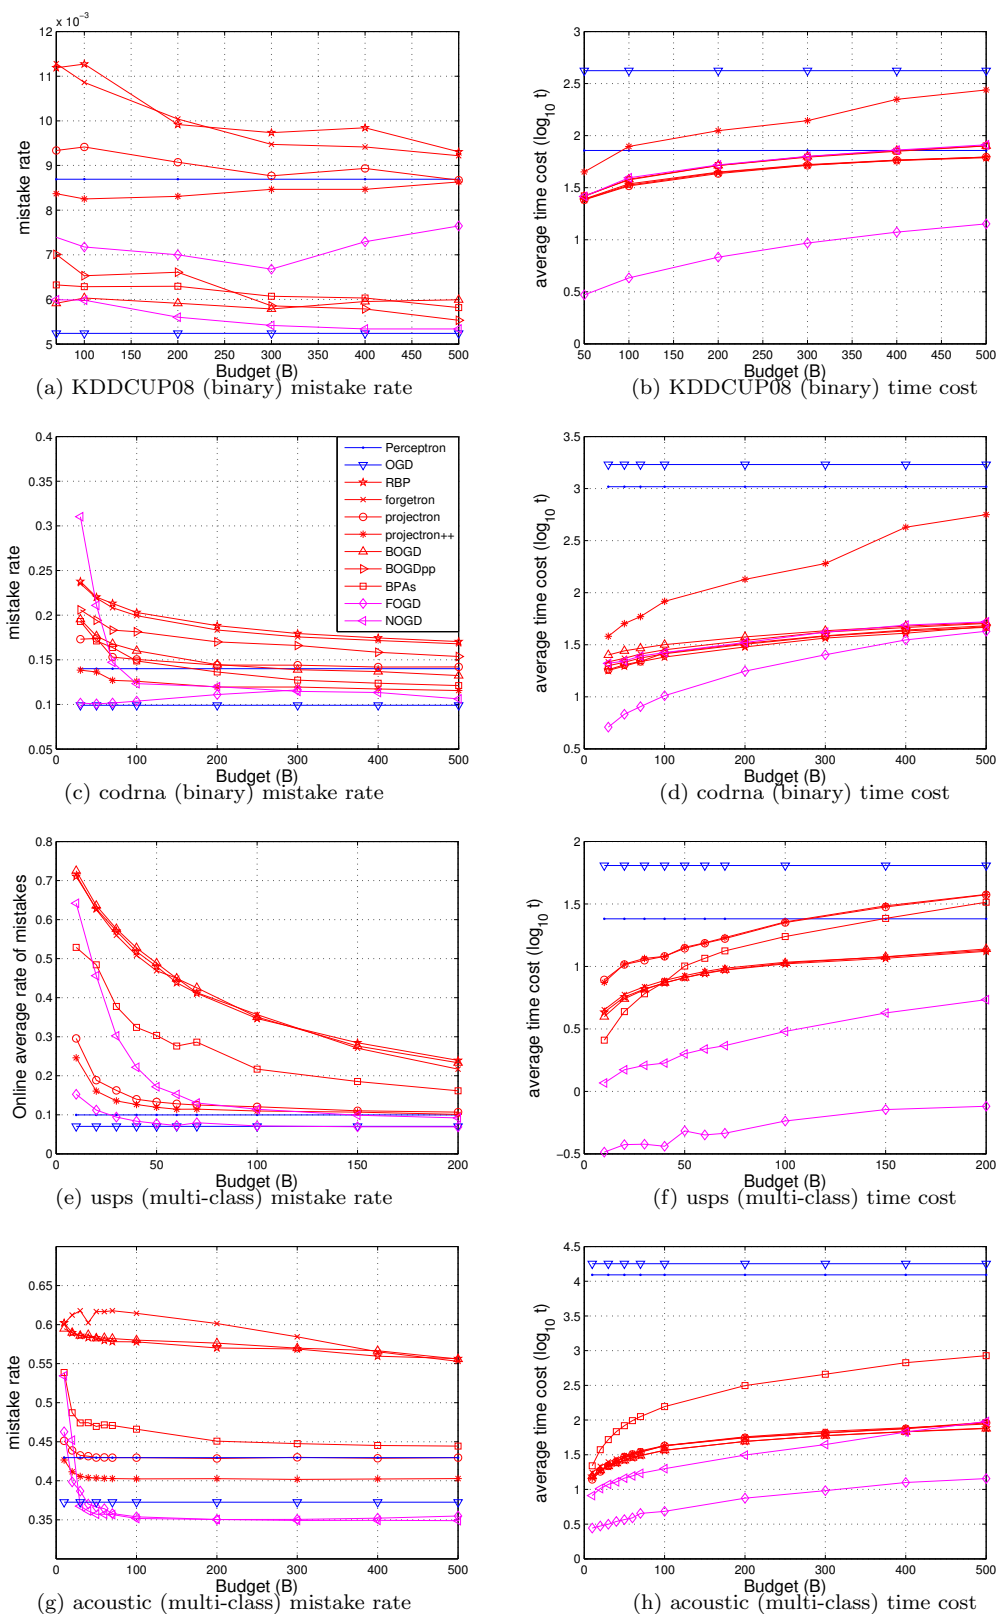 x 10⁻³
12
11
10
9
8
7
6
5
100 150 200 250 300 350 400 450 500
mistake rate
Budget (B)
(a) KDDCUP08 (binary) mistake rate
3
2.5
2
1.5
1
0.5
0
50 100 150 200 250 300 350 400 450 500
average time cost (log₁₀ t)
Budget (B)
(b) KDDCUP08 (binary) time cost
0.4
0.35
0.3
0.25
0.2
0.15
0.1
0.05
0 100 200 300 400 500
mistake rate
Perceptron
OGD
RBP
forgetron
projectron
projectron++
BOGD
BOGDpp
BPAs
FOGD
NOGD
Budget (B)
(c) codrna (binary) mistake rate
3.5
3
2.5
2
1.5
1
0.5
0 100 200 300 400 500
average time cost (log₁₀ t)
Budget (B)
(d) codrna (binary) time cost
0.8
0.7
0.6
0.5
0.4
0.3
0.2
0.1
0
0 50 100 150 200
Online average rate of mistakes
Budget (B)
(e) usps (multi-class) mistake rate
2
1.5
1
0.5
0
−0.5
50 100 150 200
average time cost (log₁₀ t)
Budget (B)
(f) usps (multi-class) time cost
0.65
0.6
0.55
0.5
0.45
0.4
0.35
0 100 200 300 400 500
mistake rate
Budget (B)
(g) acoustic (multi-class) mistake rate
4.5
4
3.5
3
2.5
2
1.5
1
0.5
0
0 100 200 300 400 500
average time cost (log₁₀ t)
Budget (B)
(h) acoustic (multi-class) time cost